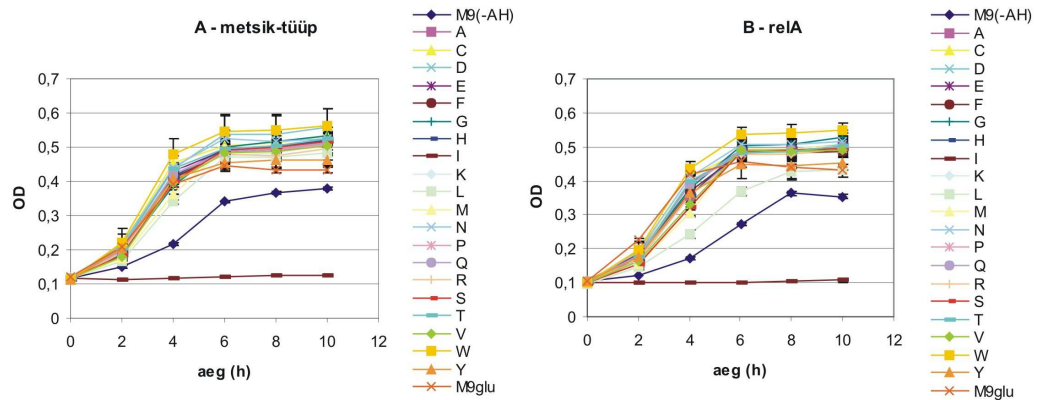 A - metsik-tüüp
OD
0,7
0,6
0,5
0,4
0,3
0,2
0,1
0
0 2 4 6 8 10 12
aeg (h)
M9(-AH)
A
C
D
E
F
G
H
I
K
L
M
N
P
Q
R
S
T
V
W
Y
M9glu
B - relA
OD
0,7
0,6
0,5
0,4
0,3
0,2
0,1
0
0 2 4 6 8 10 12
aeg (h)
M9(-AH)
A
C
D
E
F
G
H
I
K
L
M
N
P
Q
R
S
T
V
W
Y
M9glu